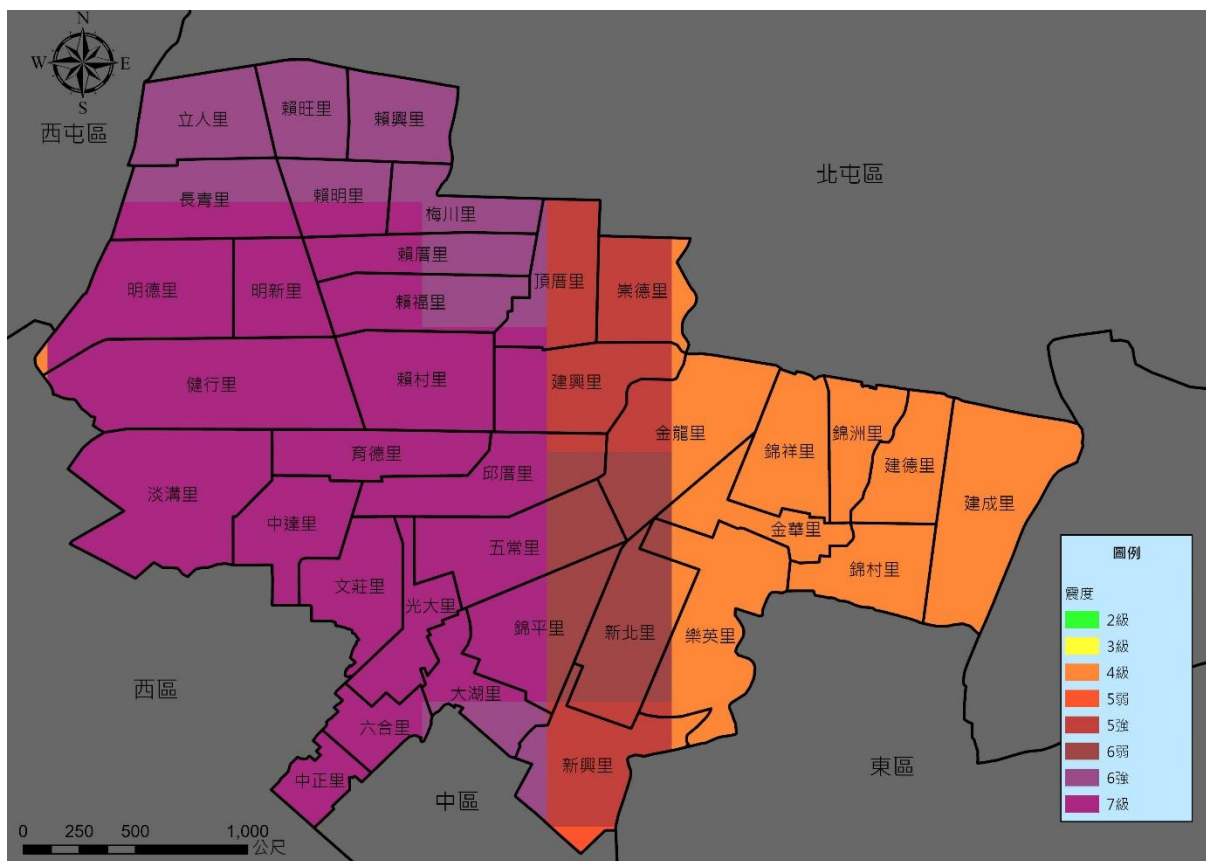 N
W E
S
西屯區
北屯區
立人里
賴旺里
賴興里
長青里
賴明里
梅川里
賴厝里
頂厝里
崇德里
明德里
明新里
賴福里
健行里
賴村里
建興里
金龍里
錦祥里
錦洲里
建德里
建成里
育德里
邱厝里
淡溝里
中達里
五常里
金華里
錦村里
文莊里
光大里
錦平里
新北里
樂英里
大湖里
六合里
新興里
中正里
西區
中區
東區
圖例
震度
2級
3級
4級
5弱
5強
6弱
6強
7級
0 250 500 1,000
公尺